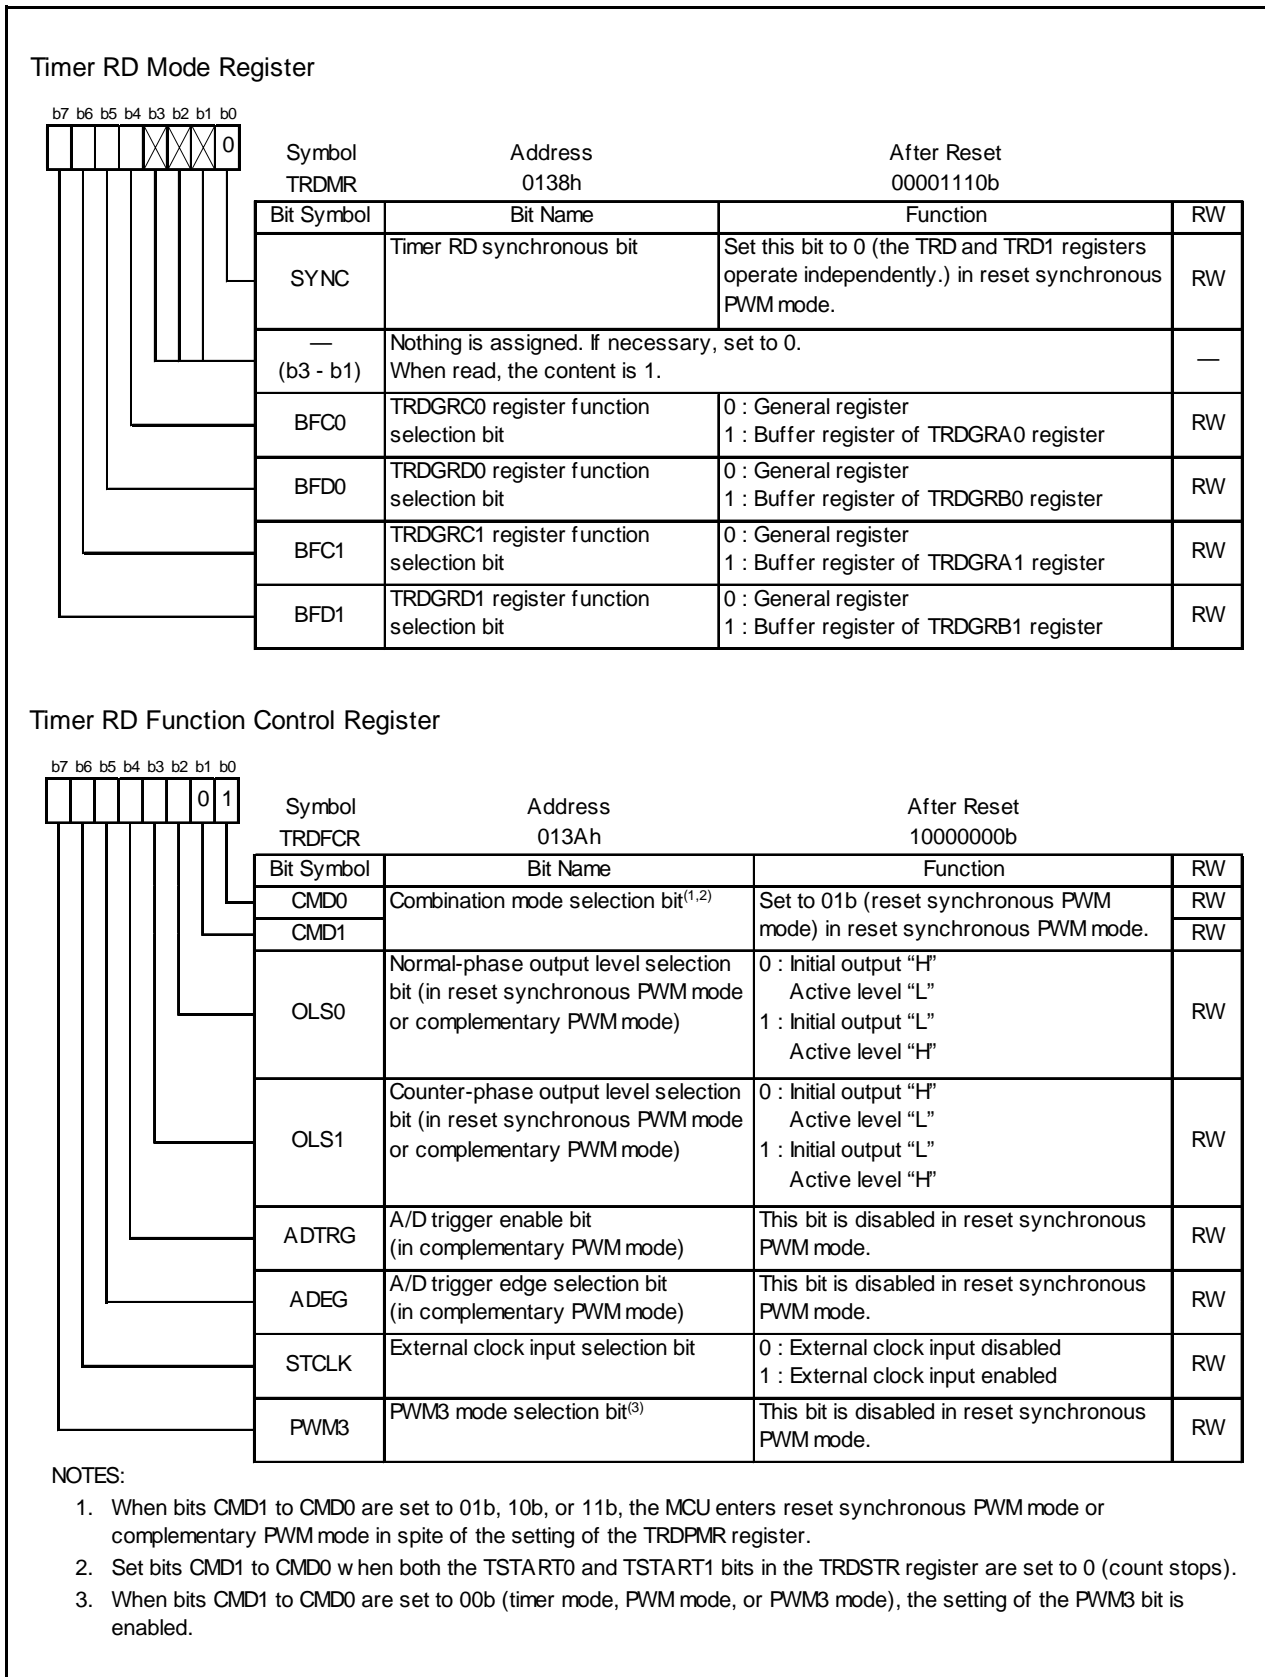 Timer RD Mode Register
b7 b6 b5 b4 b3 b2 b1 b0
0
Symbol Address After Reset
TRDMR 0138h 00001110b
Bit Symbol Bit Name Function RW
SYNC Timer RD synchronous bit Set this bit to 0 (the TRD and TRD1 registers
operate independently.) in reset synchronous RW
PWM mode.
— Nothing is assigned. If necessary, set to 0. —
(b3 - b1) When read, the content is 1.
BFC0 TRDGRC0 register function 0 : General register RW
selection bit 1 : Buffer register of TRDGRA0 register
BFD0 TRDGRD0 register function 0 : General register RW
selection bit 1 : Buffer register of TRDGRB0 register
BFC1 TRDGRC1 register function 0 : General register RW
selection bit 1 : Buffer register of TRDGRA1 register
BFD1 TRDGRD1 register function 0 : General register RW
selection bit 1 : Buffer register of TRDGRB1 register
Timer RD Function Control Register
b7 b6 b5 b4 b3 b2 b1 b0
0 1
Symbol Address After Reset
TRDFCR 013Ah 10000000b
Bit Symbol Bit Name Function RW
CMD0 Combination mode selection bit(1,2) Set to 01b (reset synchronous PWM RW
CMD1 mode) in reset synchronous PWM mode. RW
OLS0 Normal-phase output level selection 0 : Initial output “H”
bit (in reset synchronous PWM mode Active level “L” RW
or complementary PWM mode) 1 : Initial output “L”
Active level “H”
OLS1 Counter-phase output level selection 0 : Initial output “H”
bit (in reset synchronous PWM mode Active level “L” RW
or complementary PWM mode) 1 : Initial output “L”
Active level “H”
ADTRG A/D trigger enable bit This bit is disabled in reset synchronous RW
(in complementary PWM mode) PWM mode.
ADEG A/D trigger edge selection bit This bit is disabled in reset synchronous RW
(in complementary PWM mode) PWM mode.
STCLK External clock input selection bit 0 : External clock input disabled RW
1 : External clock input enabled
PWM3 PWM3 mode selection bit(3) This bit is disabled in reset synchronous RW
PWM mode.
NOTES:
1. When bits CMD1 to CMD0 are set to 01b, 10b, or 11b, the MCU enters reset synchronous PWM mode or
complementary PWM mode in spite of the setting of the TRDPMR register.
2. Set bits CMD1 to CMD0 when both the TSTART0 and TSTART1 bits in the TRDSTR register are set to 0 (count stops).
3. When bits CMD1 to CMD0 are set to 00b (timer mode, PWM mode, or PWM3 mode), the setting of the PWM3 bit is
enabled.